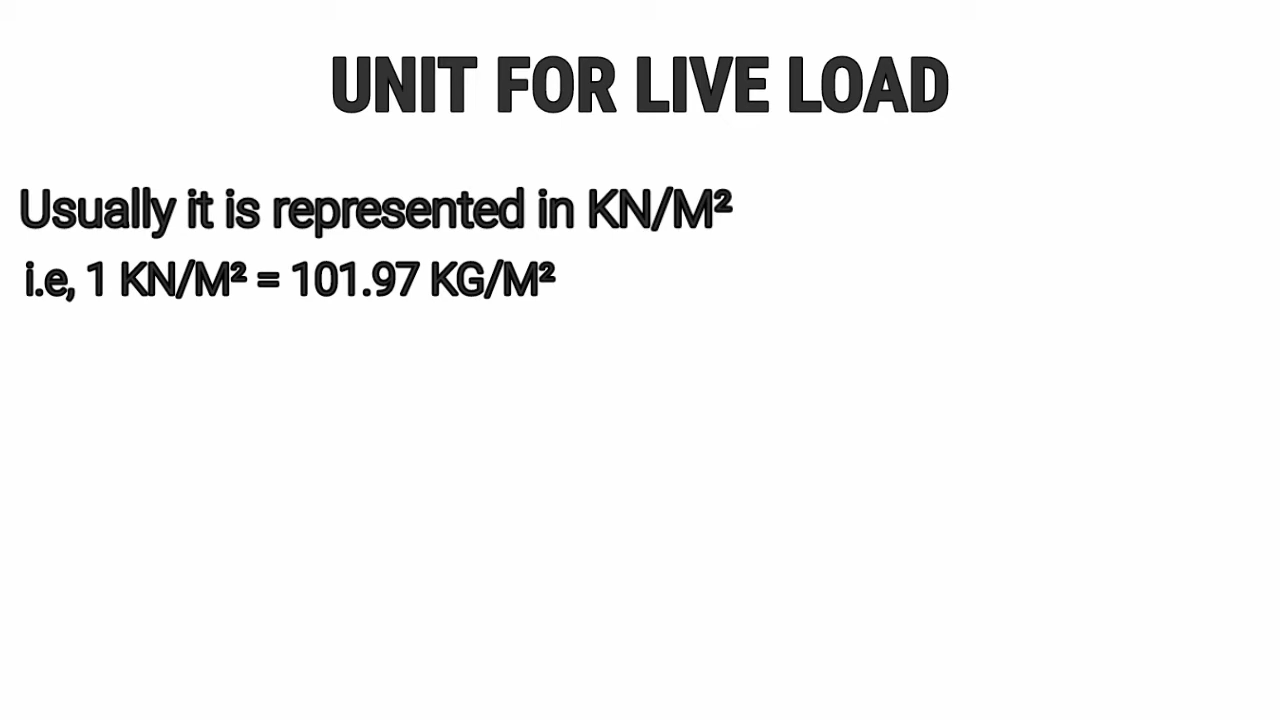 UNIT FOR LIVE LOAD
Usually it is represented in KN/M²
i.e, 1 KN/M² = 101.97 KG/M²